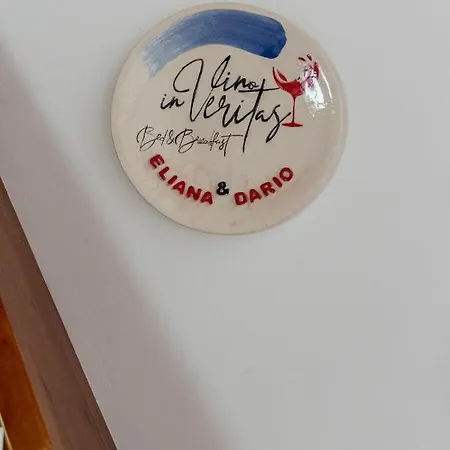 Vino
in Veritas
Bed & Breakfast
ELIANA & DARIO